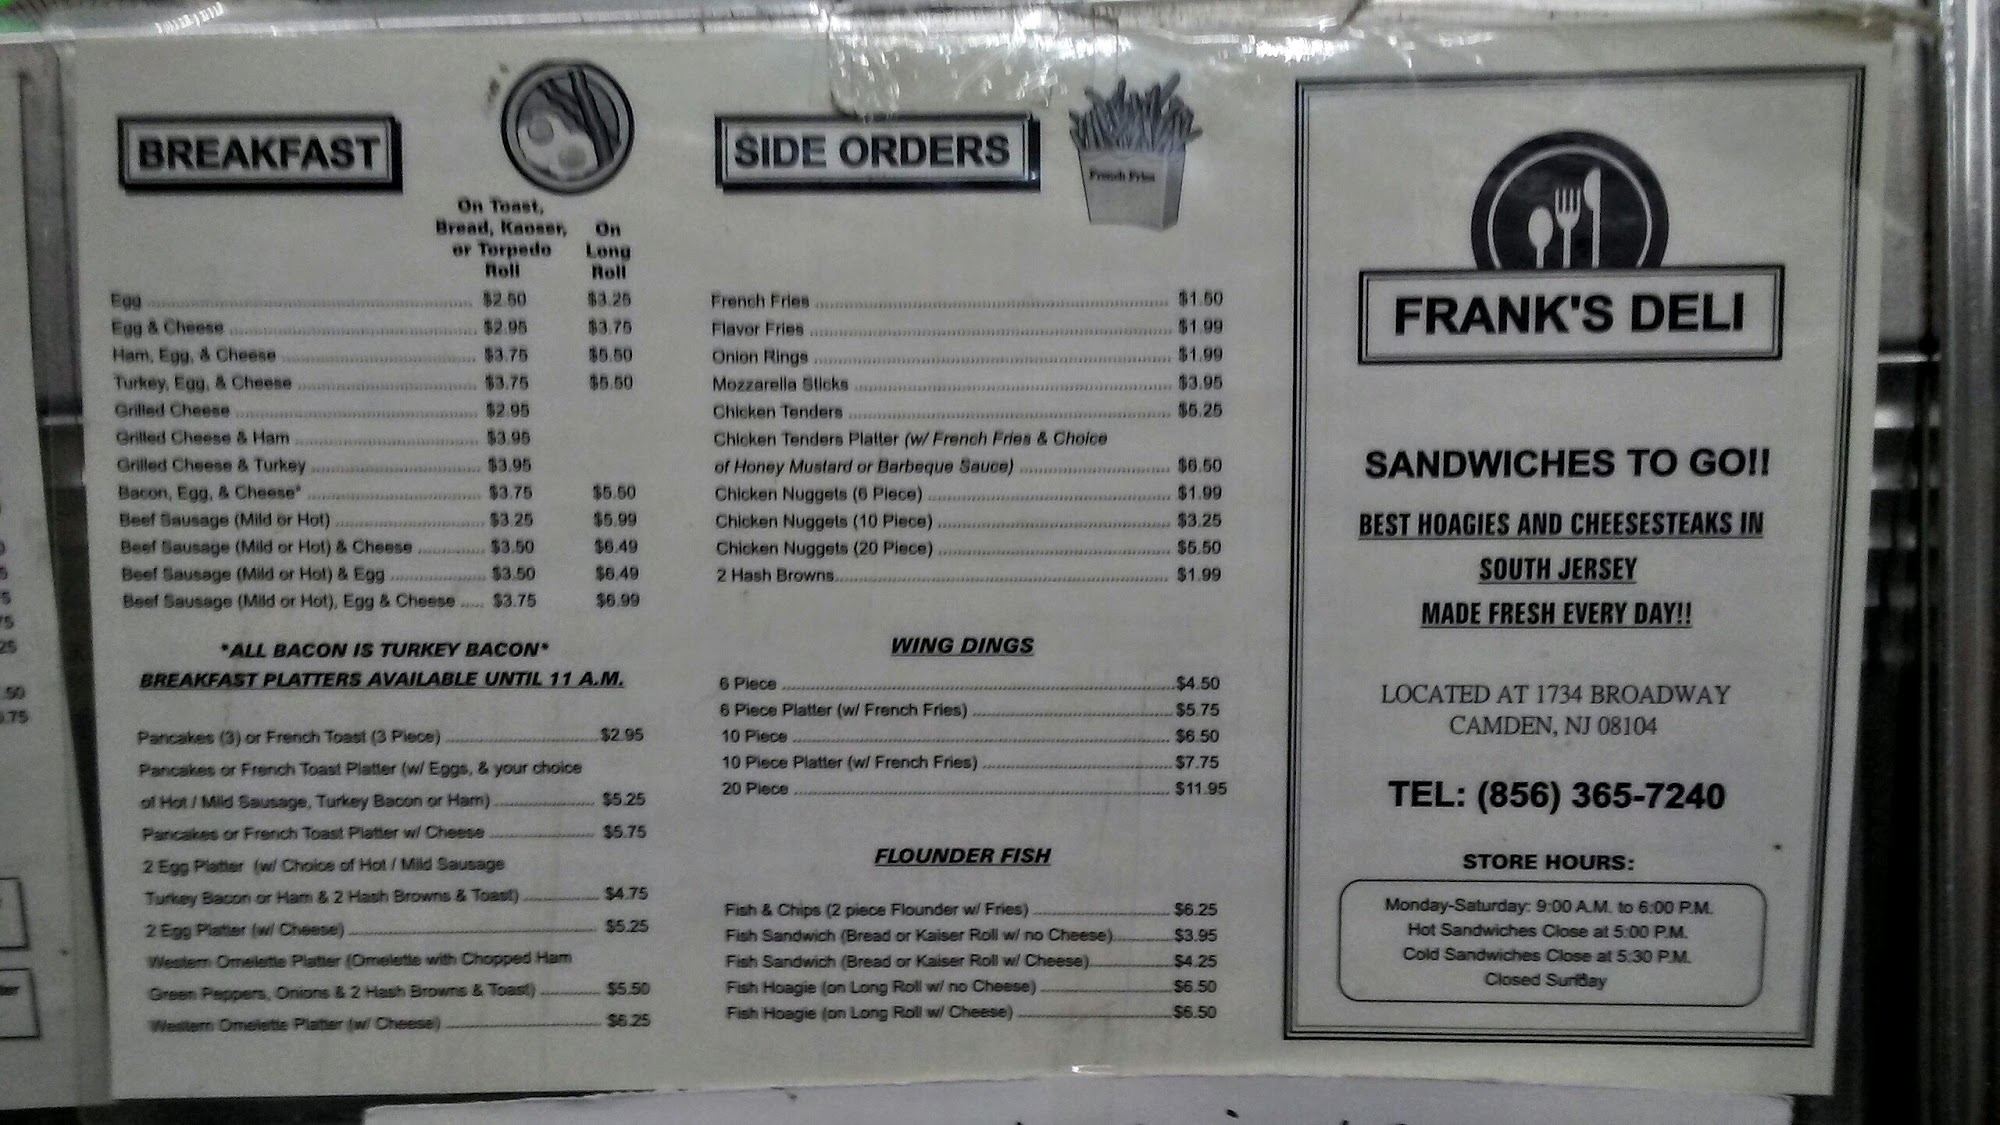 BREAKFAST
On Toast,
Bread, Kaoser,
or Torpedo
Roll
On
Long
Roll
Egg $2.50 $3.25
Egg & Cheese $2.95 $3.75
Ham, Egg, & Cheese $3.75 $5.50
Turkey, Egg, & Cheese $3.75 $5.50
Grilled Cheese $2.95
Grilled Cheese & Ham $3.95
Grilled Cheese & Turkey $3.95
Bacon, Egg, & Cheese* $3.75 $5.50
Beef Sausage (Mild or Hot) $3.25 $5.99
Beef Sausage (Mild or Hot) & Cheese $3.50 $6.49
Beef Sausage (Mild or Hot) & Egg $3.50 $6.49
Beef Sausage (Mild or Hot), Egg & Cheese $3.75 $6.99
*ALL BACON IS TURKEY BACON*
BREAKFAST PLATTERS AVAILABLE UNTIL 11 A.M.
Pancakes (3) or French Toast (3 Piece) $2.95
Pancakes or French Toast Platter (w/ Eggs, & your choice
of Hot / Mild Sausage, Turkey Bacon or Ham) $5.25
Pancakes or French Toast Platter w/ Cheese $5.75
2 Egg Platter (w/ Choice of Hot / Mild Sausage
Turkey Bacon or Ham & 2 Hash Browns & Toast) $4.75
2 Egg Platter (w/ Cheese) $5.25
Western Omelette Platter (Omelette with Chopped Ham
Green Peppers, Onions & 2 Hash Browns & Toast) $5.50
Western Omelette Platter (w/ Cheese) $6.25
SIDE ORDERS
French Fries
French Fries $1.50
Flavor Fries $1.99
Onion Rings $1.99
Mozzarella Sticks $3.95
Chicken Tenders $5.25
Chicken Tenders Platter (w/ French Fries & Choice
of Honey Mustard or Barbeque Sauce) $6.50
Chicken Nuggets (6 Piece) $1.99
Chicken Nuggets (10 Piece) $3.25
Chicken Nuggets (20 Piece) $5.50
2 Hash Browns $1.99
WING DINGS
6 Piece $4.50
6 Piece Platter (w/ French Fries) $5.75
10 Piece $6.50
10 Piece Platter (w/ French Fries) $7.75
20 Piece $11.95
FLOUNDER FISH
Fish & Chips (2 piece Flounder w/ Fries) $6.25
Fish Sandwich (Bread or Kaiser Roll w/ no Cheese) $3.95
Fish Sandwich (Bread or Kaiser Roll w/ Cheese) $4.25
Fish Hoagie (on Long Roll w/ no Cheese) $6.50
Fish Hoagie (on Long Roll w/ Cheese) $6.50
FRANK'S DELI
SANDWICHES TO GO!!
BEST HOAGIES AND CHEESESTEAKS IN
SOUTH JERSEY
MADE FRESH EVERY DAY!!
LOCATED AT 1734 BROADWAY
CAMDEN, NJ 08104
TEL: (856) 365-7240
STORE HOURS:
Monday-Saturday: 9:00 A.M. to 6:00 P.M.
Hot Sandwiches Close at 5:00 P.M.
Cold Sandwiches Close at 5:30 P.M.
Closed Sunday